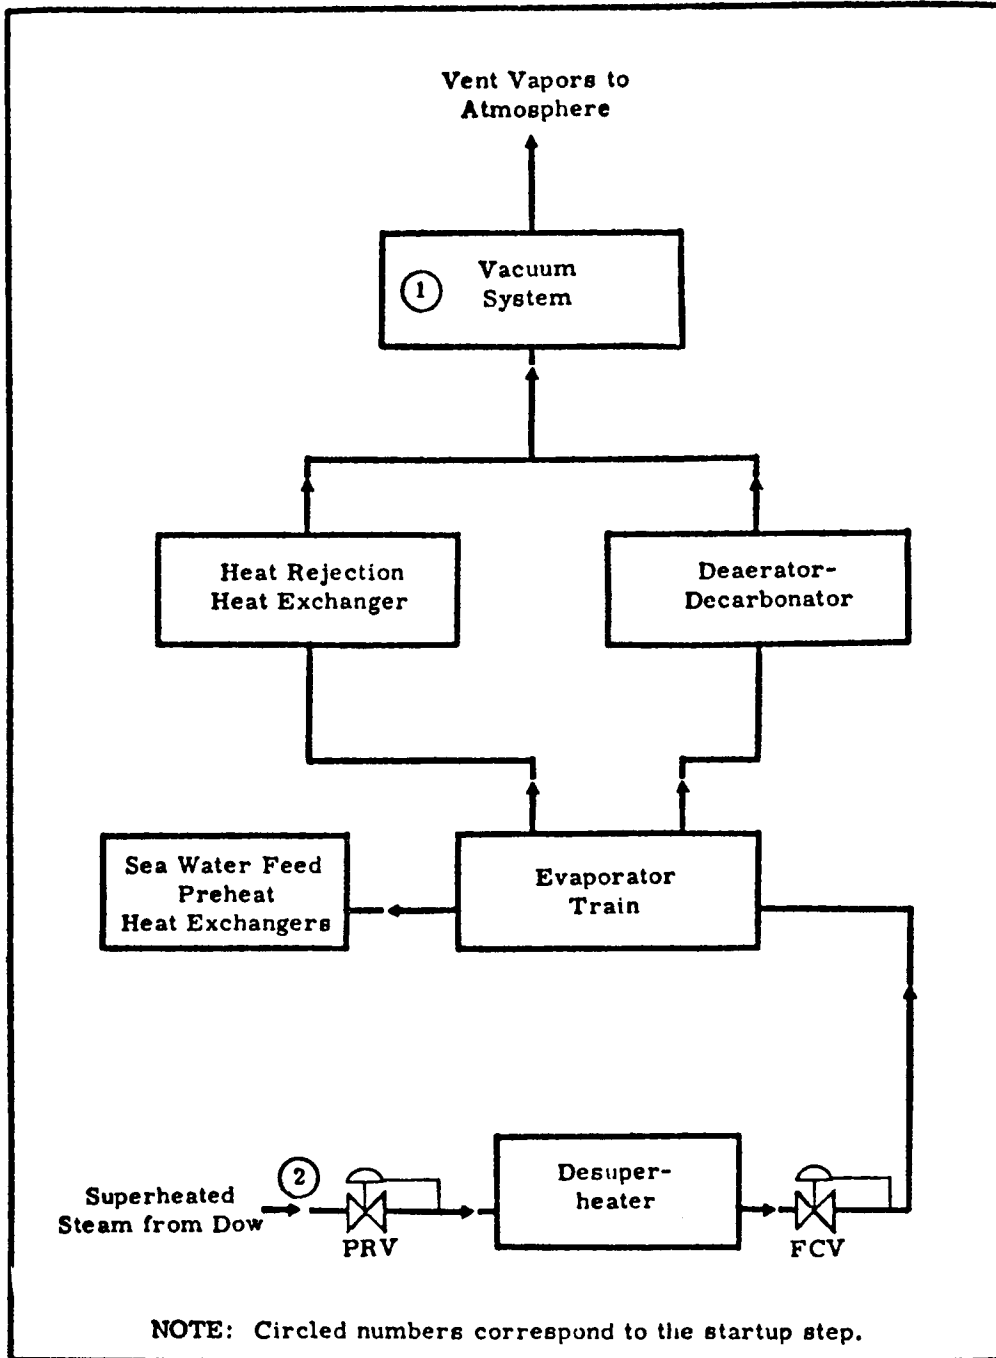 Vent Vapors to
Atmosphere
1
Vacuum
System
Heat Rejection
Heat Exchanger
Deaerator-
Decarbonator
Sea Water Feed
Preheat
Heat Exchangers
Evaporator
Train
2
Superheated
Steam from Dow
PRV
Desuper-
heater
FCV
NOTE: Circled numbers correspond to the startup step.